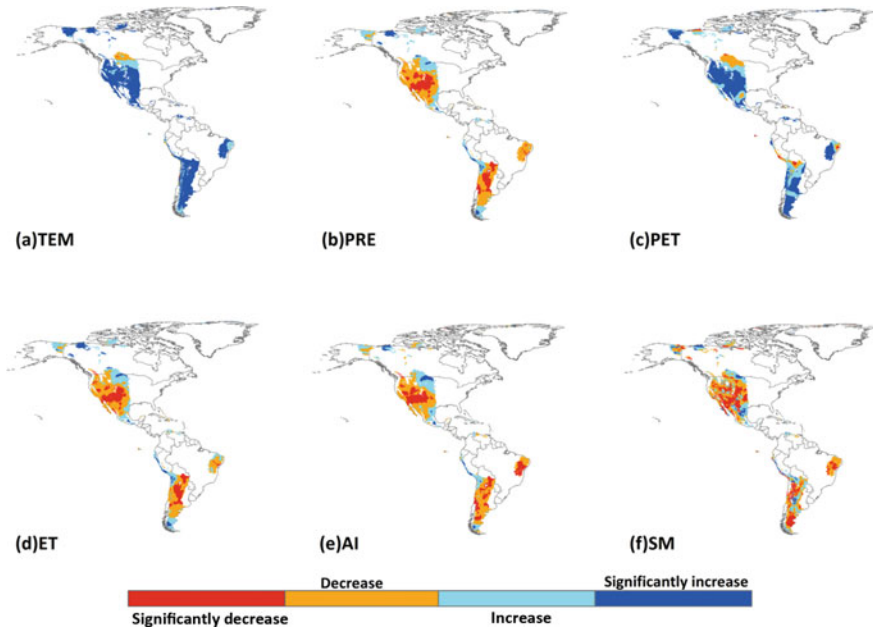 (a)TEM
(b)PRE
(c)PET
(d)ET
(e)AI
(f)SM
Decrease
Significantly increase
Significantly decrease
Increase